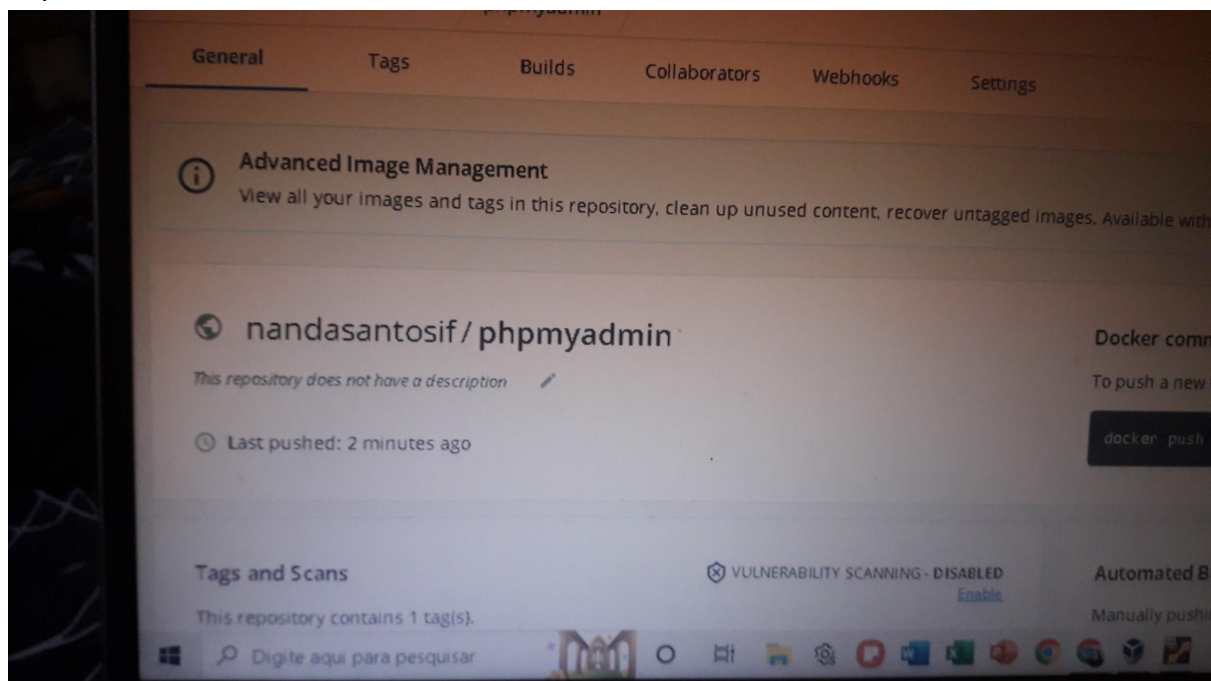 phpmyadmin
General Tags Builds Collaborators Webhooks Settings
Advanced Image Management
View all your images and tags in this repository, clean up unused content, recover untagged images. Available with
nandasantosif / phpmyadmin
Docker comm
This repository does not have a description
To push a new
Last pushed: 2 minutes ago
docker push
Tags and Scans
VULNERABILITY SCANNING - DISABLED
Automated B
Enable
This repository contains 1 tag(s).
Manually pushi
Digite aqui para pesquisar